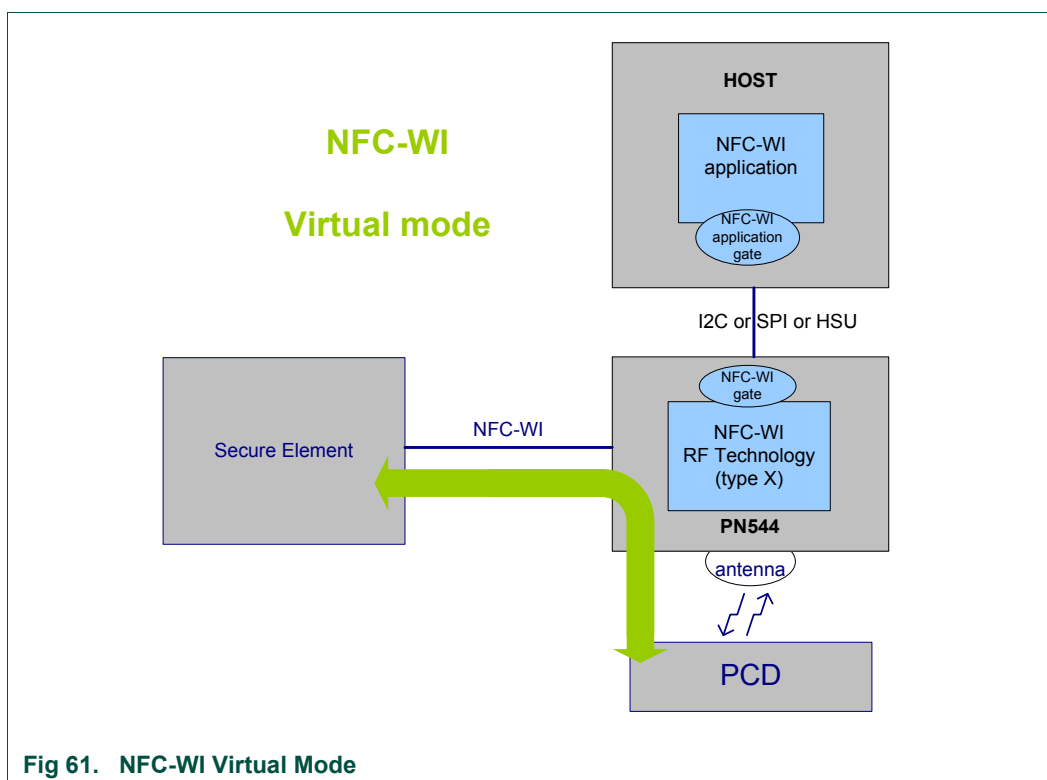 HOST
NFC-WI
application
NFC-WI
application
gate
NFC-WI
Virtual mode
I2C or SPI or HSU
NFC-WI
gate
NFC-WI
RF Technology
(type X)
PN544
NFC-WI
Secure Element
antenna
PCD
Fig 61. NFC-WI Virtual Mode